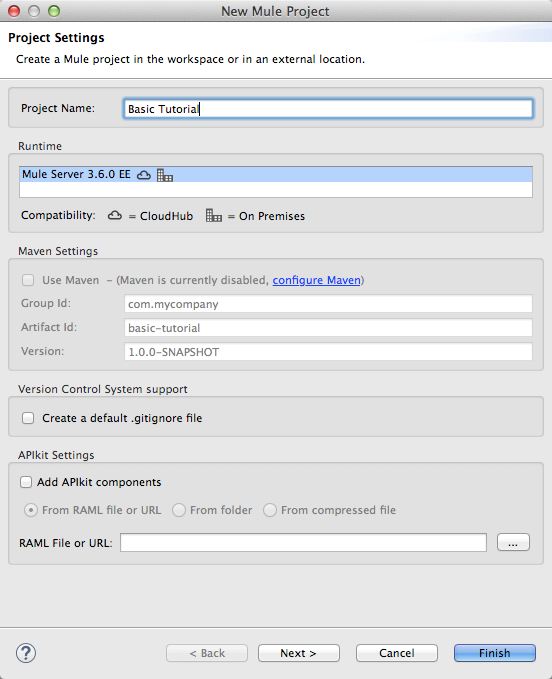 New Mule Project
Project Settings
Create a Mule project in the workspace or in an external location.
Project Name: Basic Tutorial
Runtime
Mule Server 3.6.0 EE
Compatibility: = CloudHub = On Premises
Maven Settings
Use Maven – (Maven is currently disabled, configure Maven)
Group Id: com.mycompany
Artifact Id: basic-tutorial
Version: 1.0.0-SNAPSHOT
Version Control System support
Create a default .gitignore file
APIkit Settings
Add APIkit components
From RAML file or URL From folder From compressed file
RAML File or URL: ...
? < Back Next > Cancel Finish